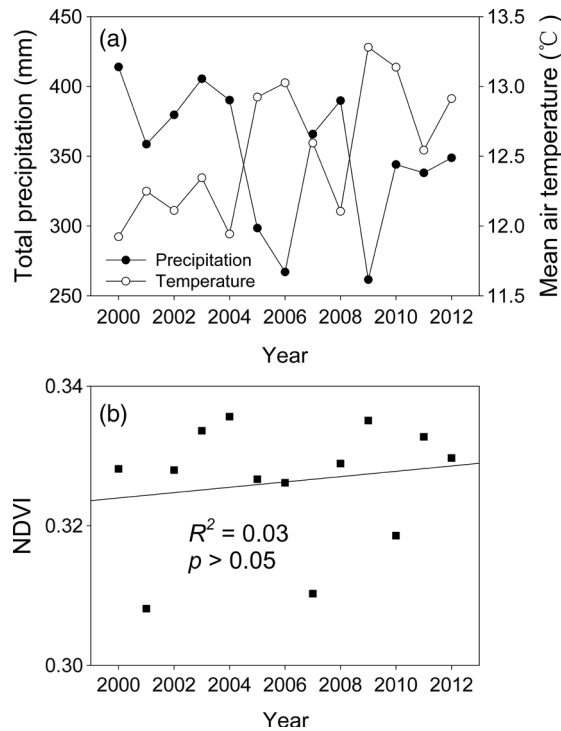 (a)
Total precipitation (mm)
450
400
350
300
250
Mean air temperature (℃)
13.5
13.0
12.5
12.0
11.5
Precipitation
Temperature
2000 2002 2004 2006 2008 2010 2012
Year
(b)
NDVI
0.34
0.32
0.30
R² = 0.03
p > 0.05
2000 2002 2004 2006 2008 2010 2012
Year